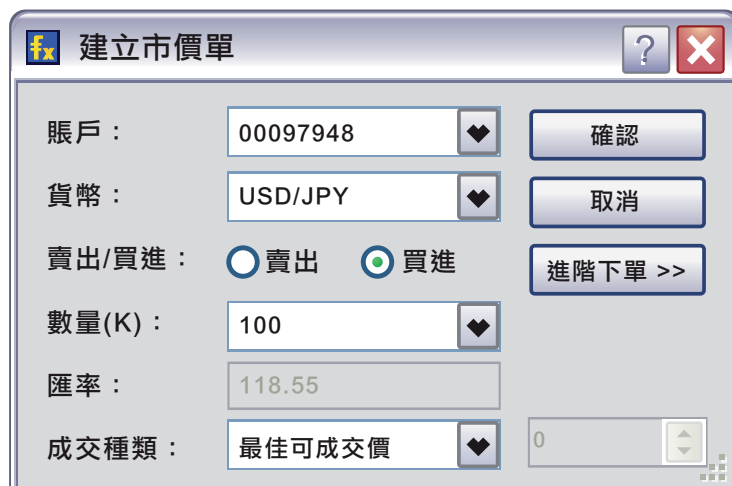 fx 建立市價單 ?
賬戶： 00097948 確認
貨幣： USD/JPY 取消
賣出/買進： 賣出 買進 進階下單 >>
數量(K)： 100
匯率： 118.55
成交種類： 最佳可成交價 0